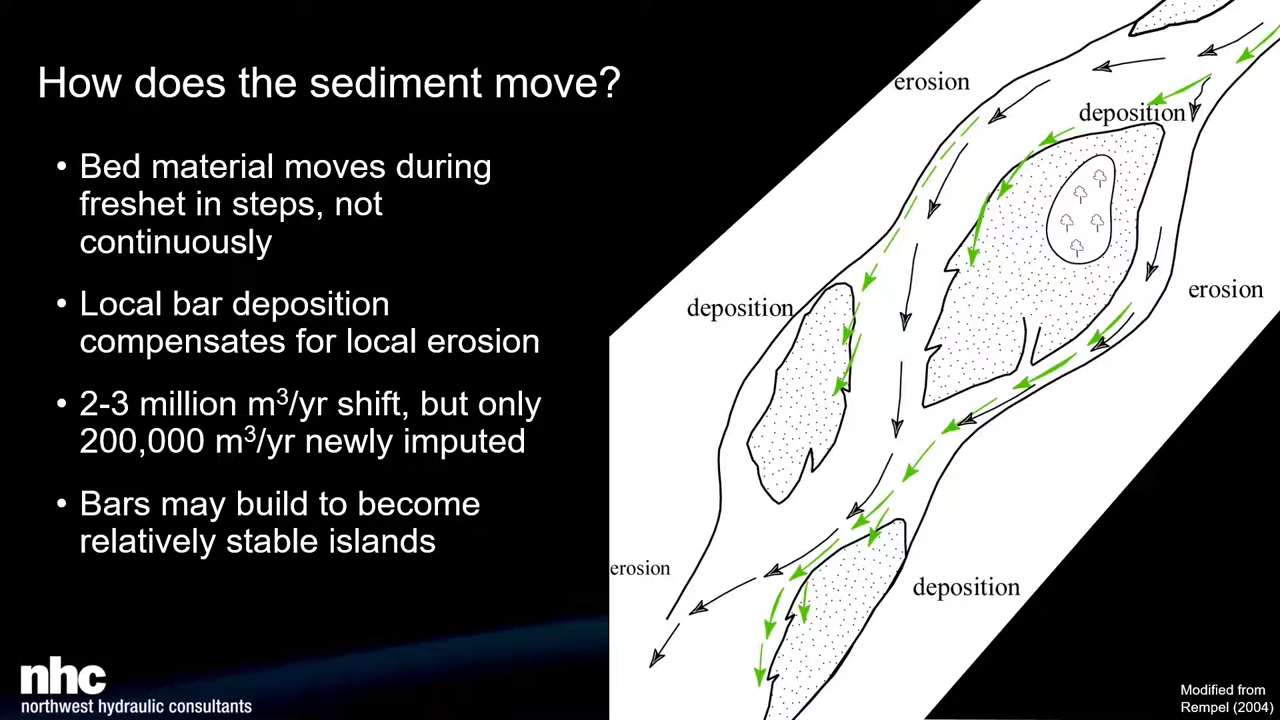 How does the sediment move?
• Bed material moves during
freshet in steps, not
continuously
• Local bar deposition
compensates for local erosion
• 2-3 million m³/yr shift, but only
200,000 m³/yr newly imputed
• Bars may build to become
relatively stable islands
erosion
deposition
erosion
deposition
erosion
deposition
nhc
northwest hydraulic consultants
Modified from
Rempel (2004)